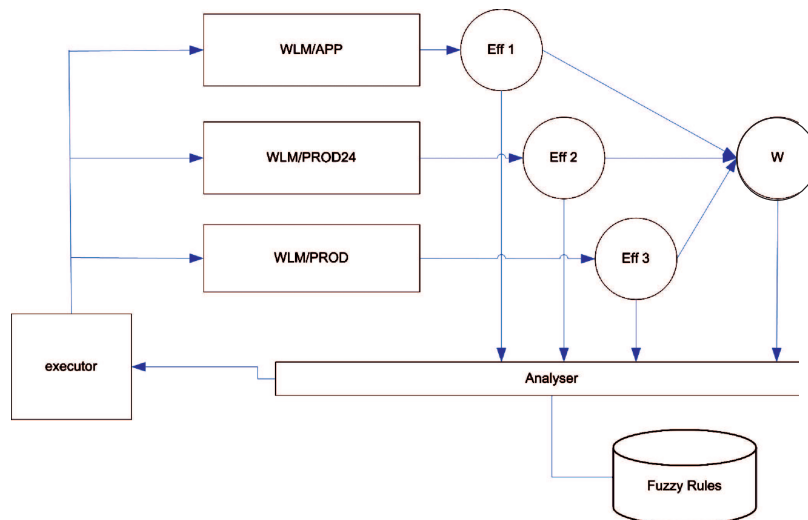 WLM/APP
Eff 1
WLM/PROD24
Eff 2
W
WLM/PROD
Eff 3
executor
Analyser
Fuzzy Rules